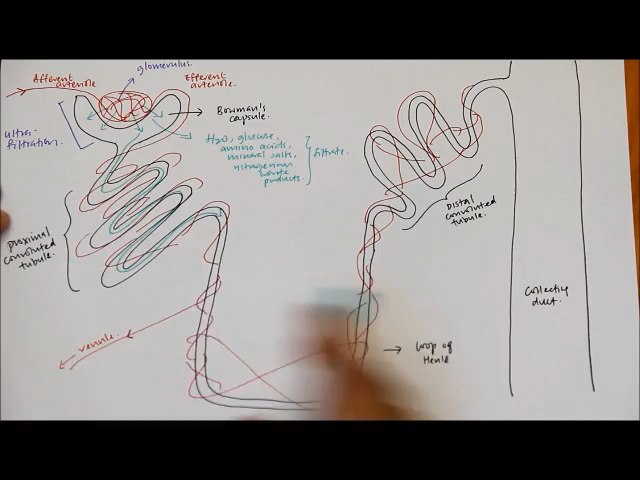 glomerulus.
Afferent
arteriole
Efferent
arteriole.
Bowman's
capsule.
ultra-
filtration.
H2O, glucose,
amino acids,
mineral salts,
nitrogenous
waste
products.
filtrate.
proximal
convoluted
tubule.
Distal
convoluted
tubule.
Collecting
duct.
venule.
Loop of
Henle